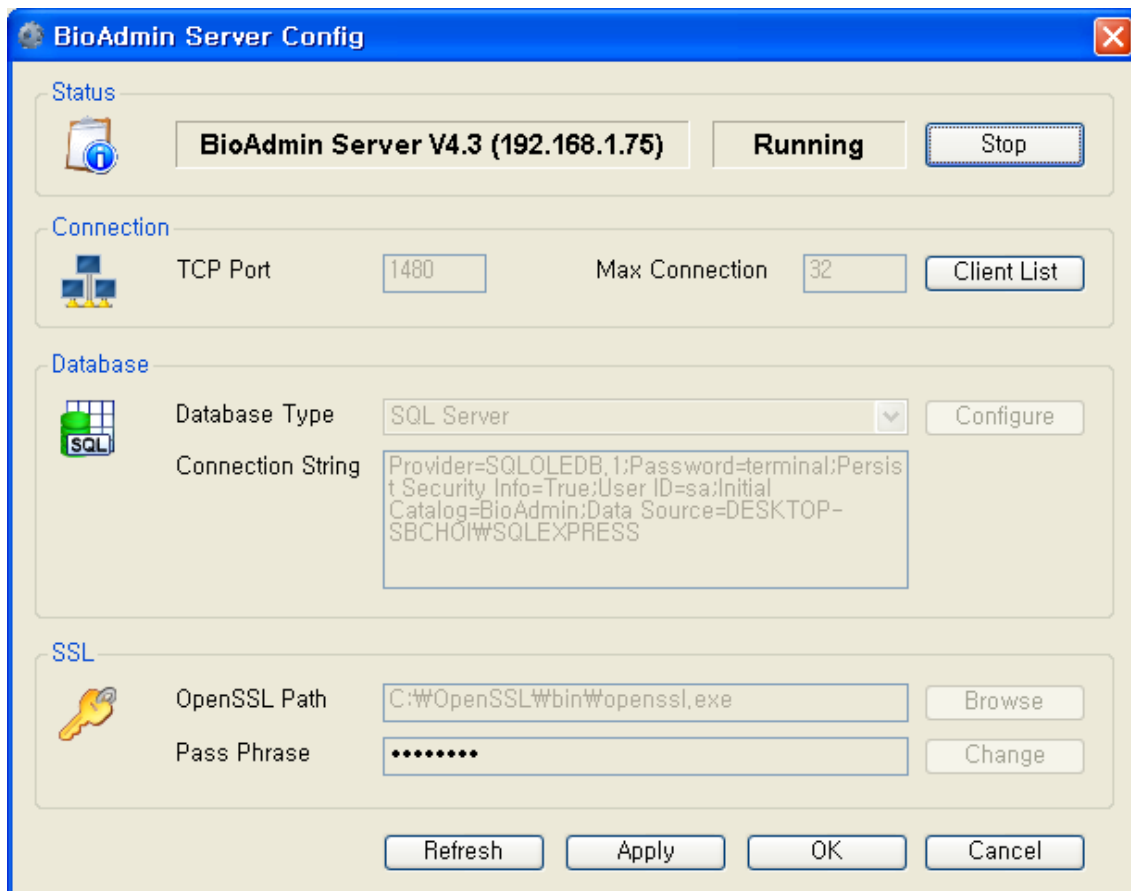 BioAdmin Server Config
Status
BioAdmin Server V4.3 (192.168.1.75) Running Stop
Connection
TCP Port 1480 Max Connection 32 Client List
Database
Database Type SQL Server Configure
SQL
Connection String Provider=SQLOLEDB.1;Password=terminal;Persis
t Security Info=True;User ID=sa;Initial
Catalog=BioAdmin;Data Source=DESKTOP-
SBCHOI₩SQLEXPRESS
SSL
OpenSSL Path C:₩OpenSSL₩bin₩openssl.exe Browse
Pass Phrase •••••••• Change
Refresh Apply OK Cancel